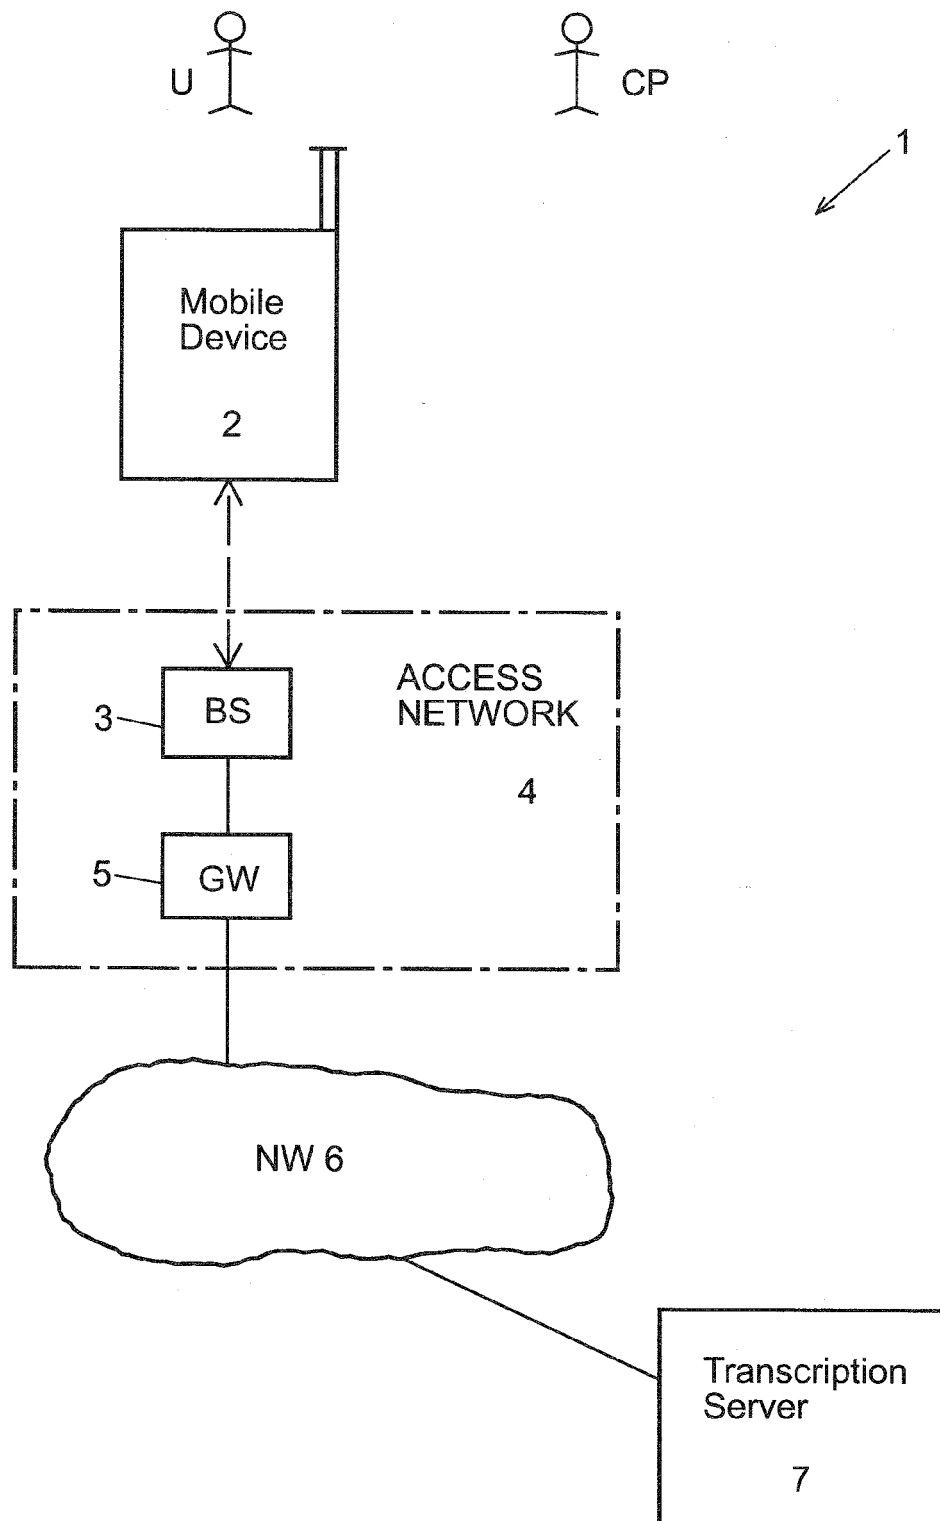 U
CP
1
Mobile
Device
2
ACCESS
NETWORK
4
3
BS
5
GW
NW 6
Transcription
Server
7